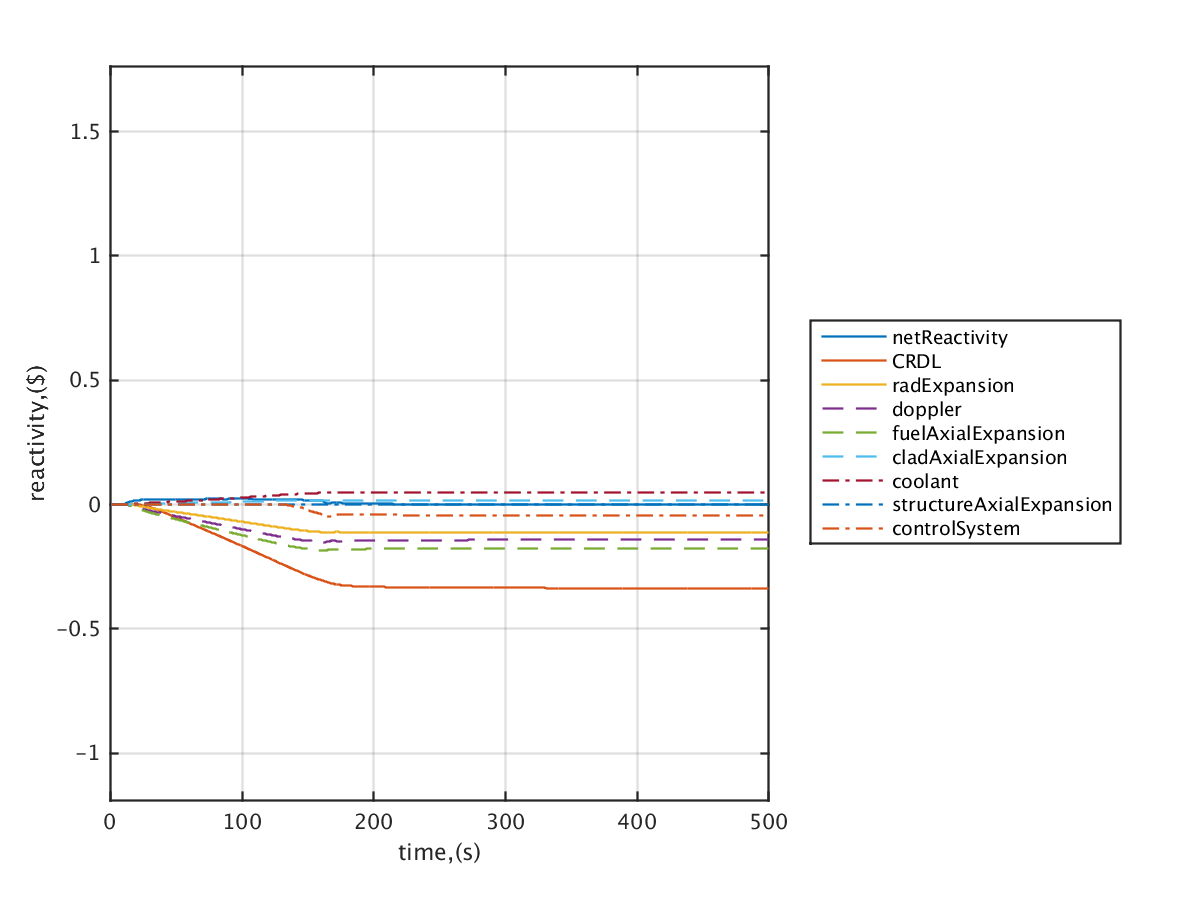 1.5
1
0.5
0
−0.5
−1
reactivity,($)
0 100 200 300 400 500
time,(s)
netReactivity
CRDL
radExpansion
doppler
fuelAxialExpansion
cladAxialExpansion
coolant
structureAxialExpansion
controlSystem